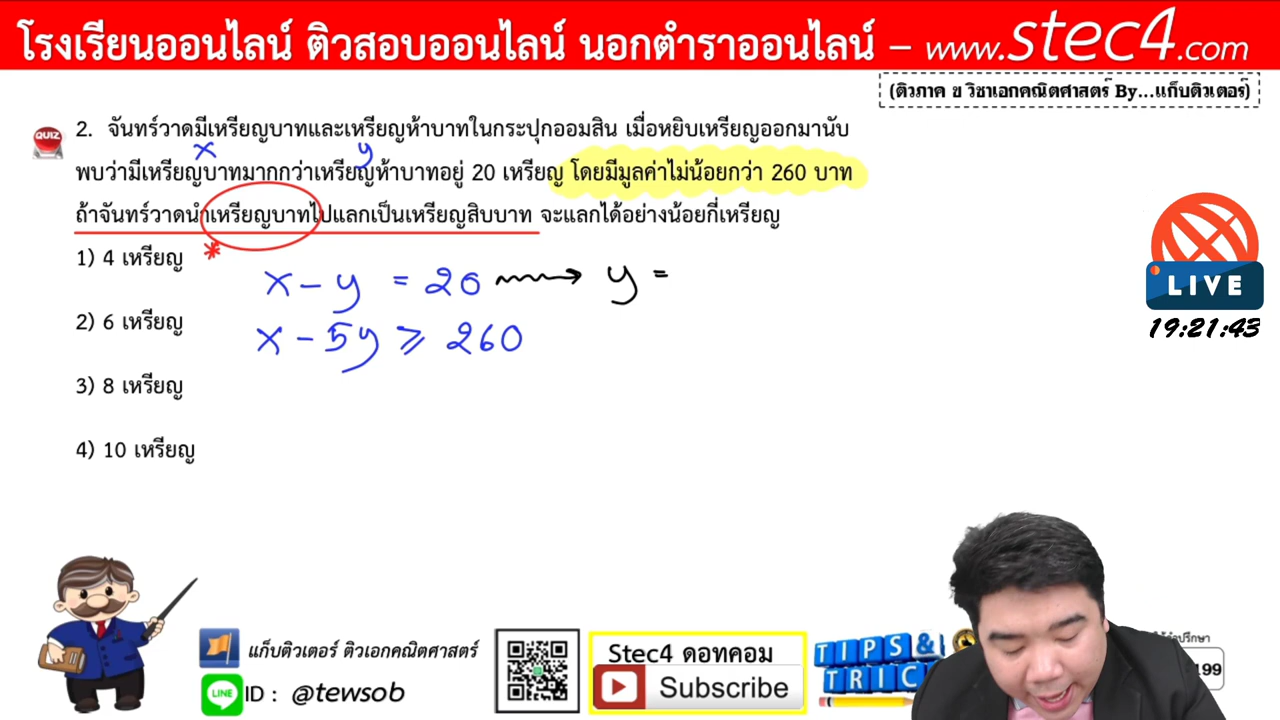 โรงเรียนออนไลน์ ติวสอบออนไลน์ นอกตำราออนไลน์ – www.stec4.com
(ติวภาค ข วิชาเอกคณิตศาสตร์ By...แก๊บติวเตอร์)
QUIZ
2. จันทร์วาดมีเหรียญบาทและเหรียญห้าบาทในกระปุกออมสิน เมื่อหยิบเหรียญออกมานับ
x y
พบว่ามีเหรียญบาทมากกว่าเหรียญห้าบาทอยู่ 20 เหรียญ โดยมีมูลค่าไม่น้อยกว่า 260 บาท
ถ้าจันทร์วาดนำเหรียญบาทไปแลกเป็นเหรียญสิบบาท จะแลกได้อย่างน้อยกี่เหรียญ
1) 4 เหรียญ *
x - y = 20 → y =
2) 6 เหรียญ
x - 5y ≥ 260
3) 8 เหรียญ
4) 10 เหรียญ
LIVE
19:21:43
แก๊บติวเตอร์ ติวเอกคณิตศาสตร์
LINE ID : @tewsob
Stec4 ดอทคอม
Subscribe
TIPS &
TRIC
199